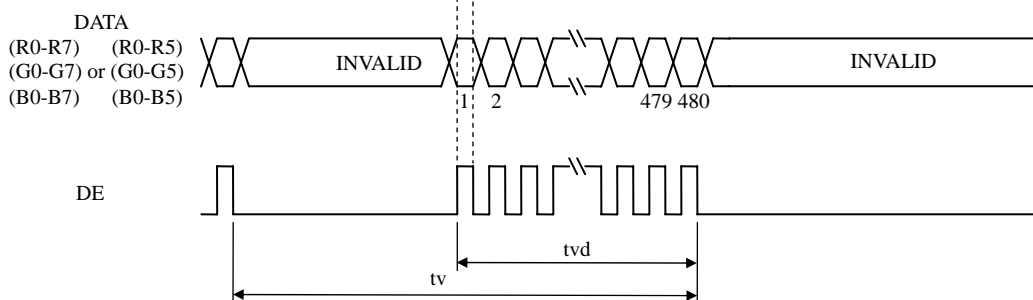 DATA
(R0-R7) (R0-R5)
(G0-G7) or (G0-G5)
(B0-B7) (B0-B5)
INVALID
INVALID
1 2 479 480
DE
tvd
tv